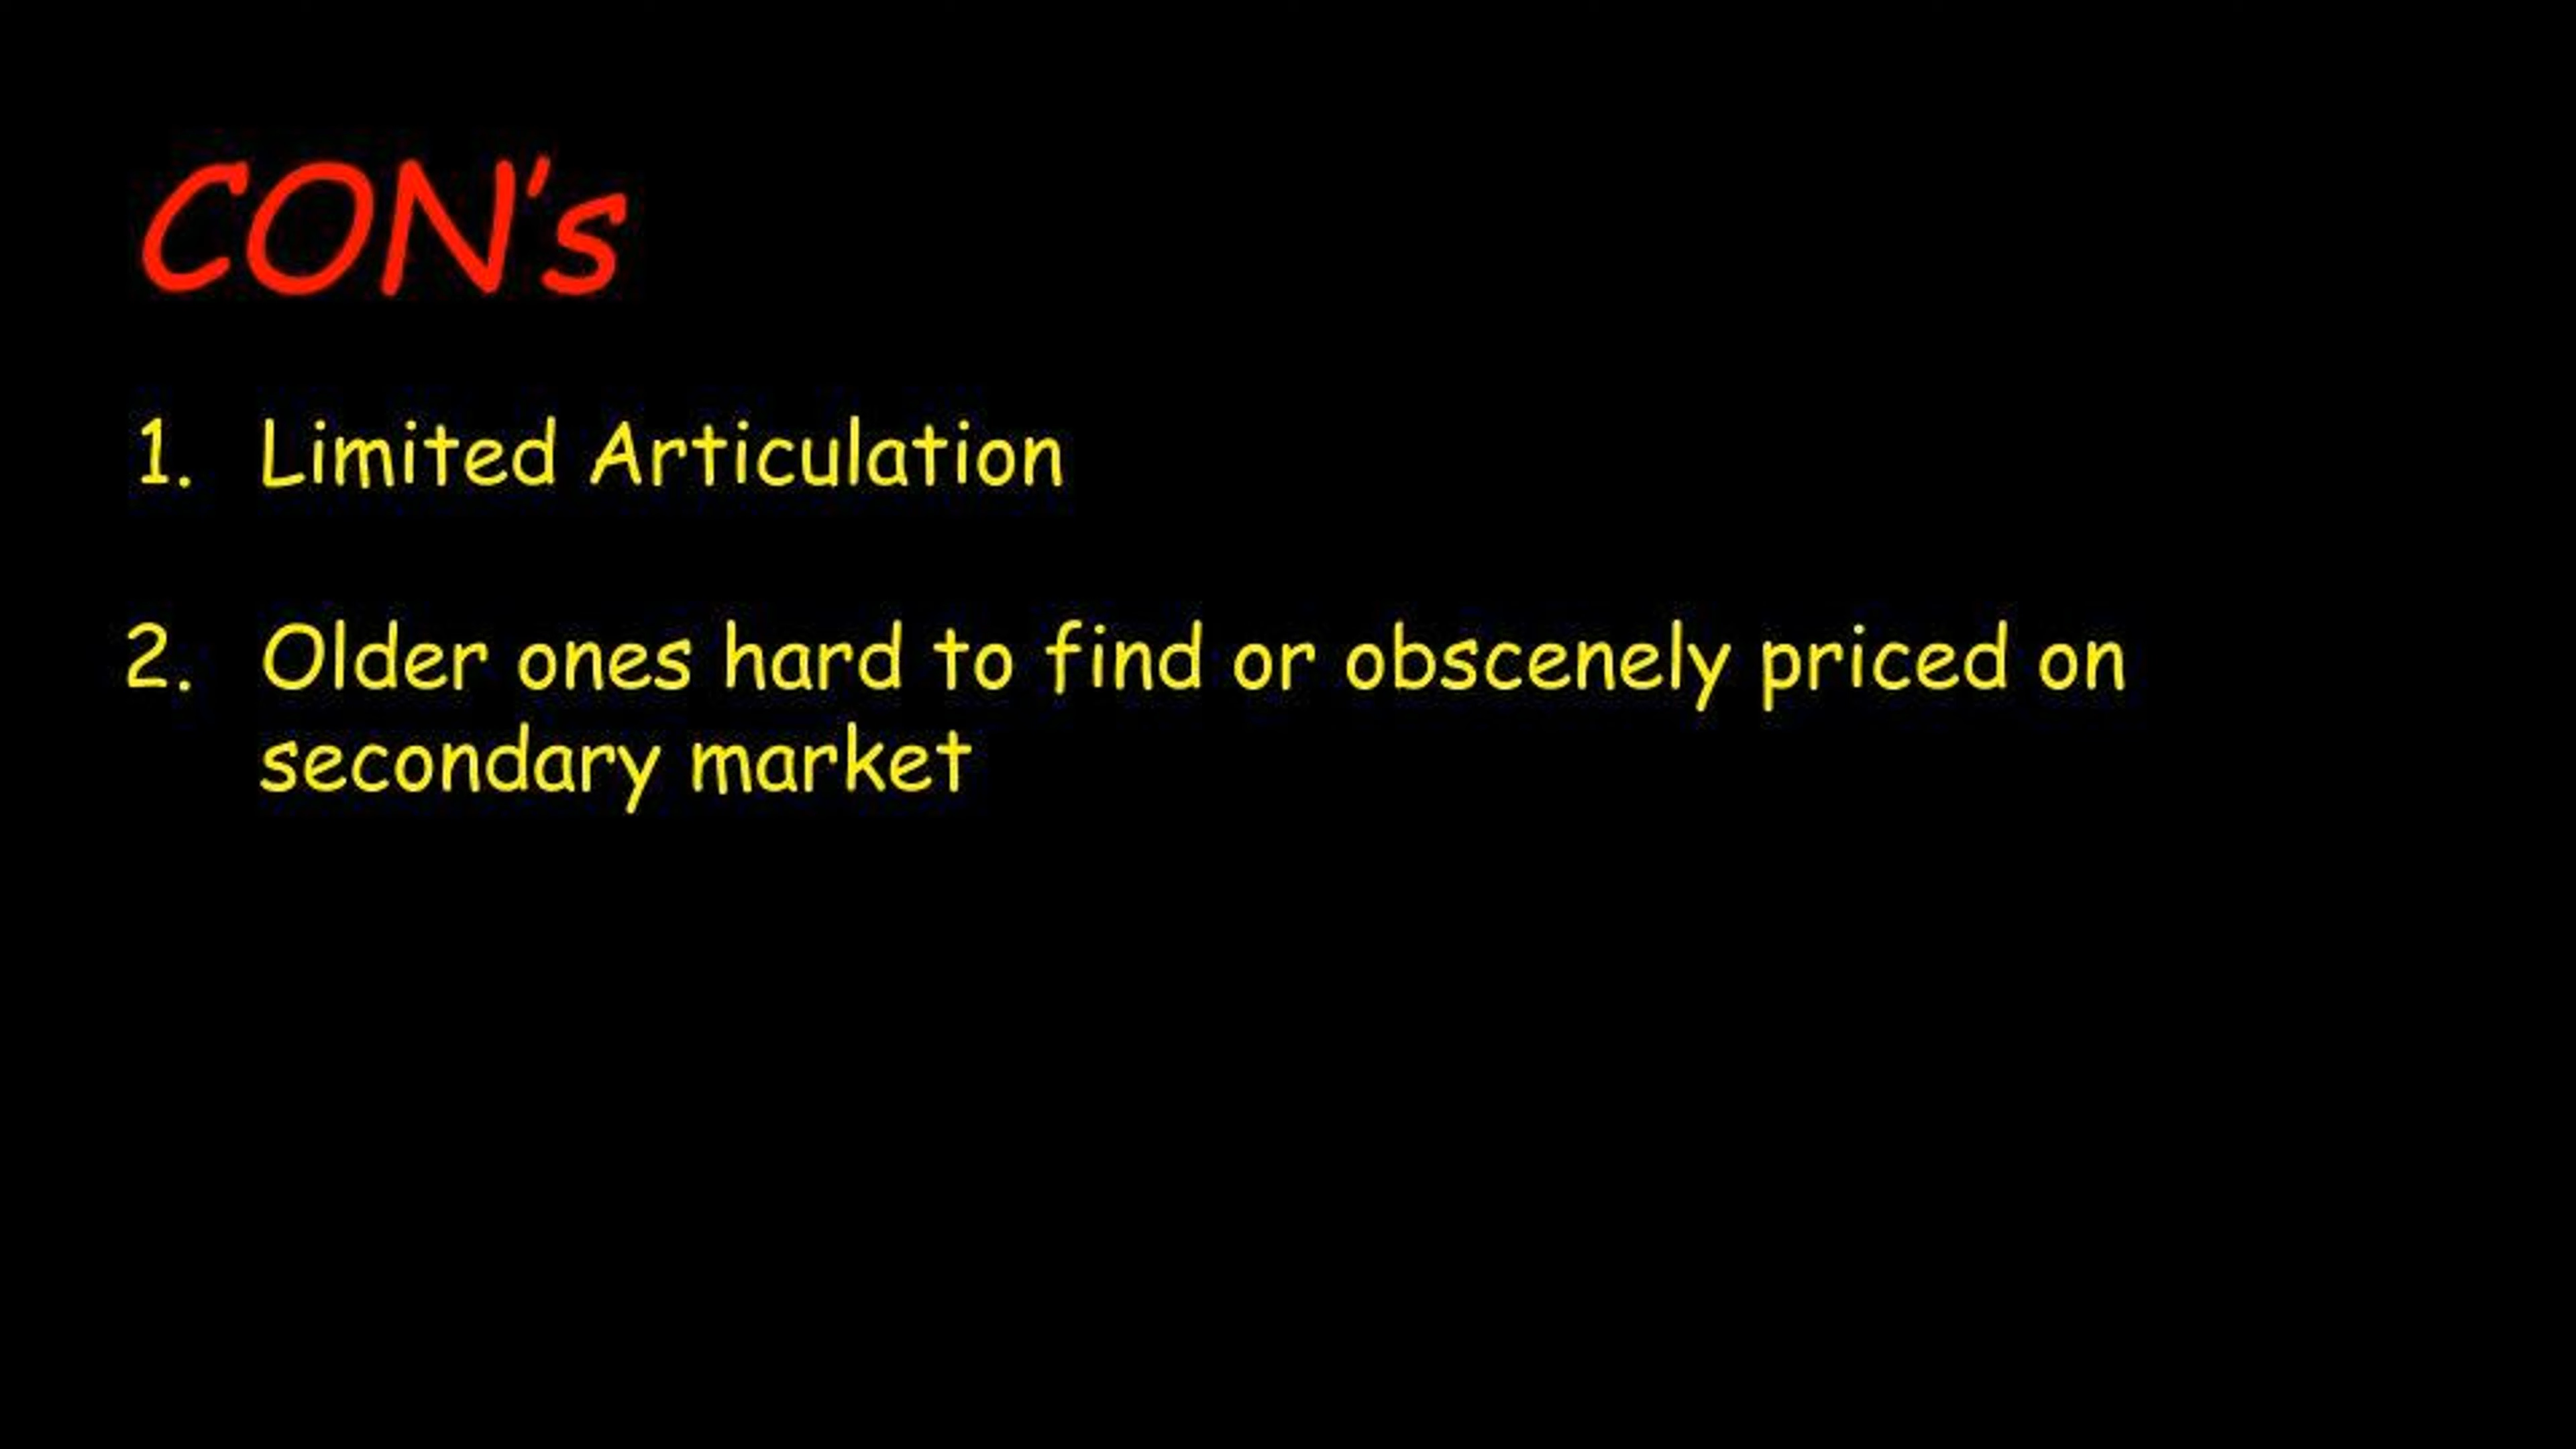 CON's
1. Limited Articulation
2. Older ones hard to find or obscenely priced on
secondary market